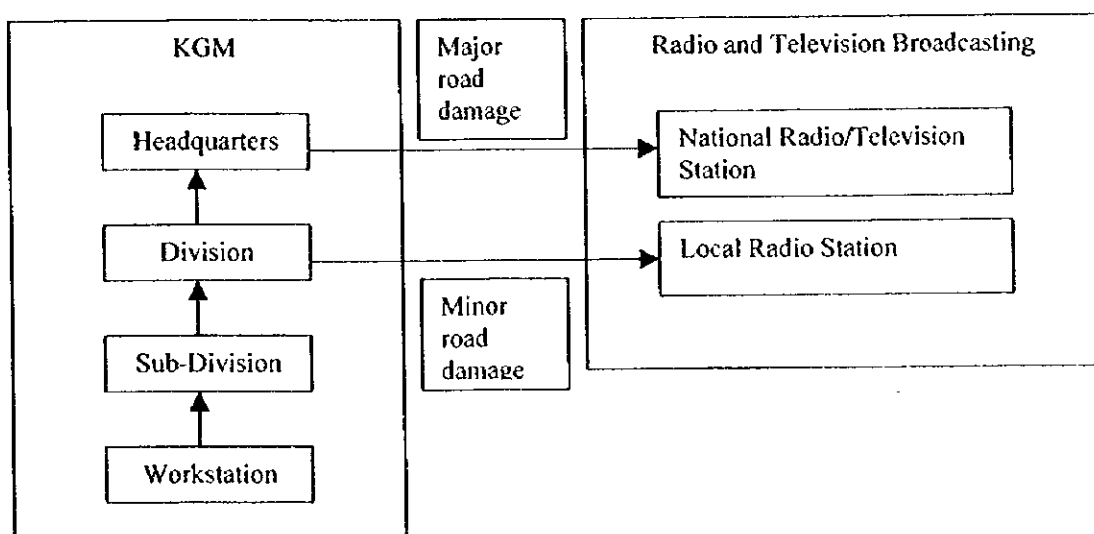 KGM
Headquarters
Division
Sub-Division
Workstation
Major
road
damage
Minor
road
damage
Radio and Television Broadcasting
National Radio/Television
Station
Local Radio Station